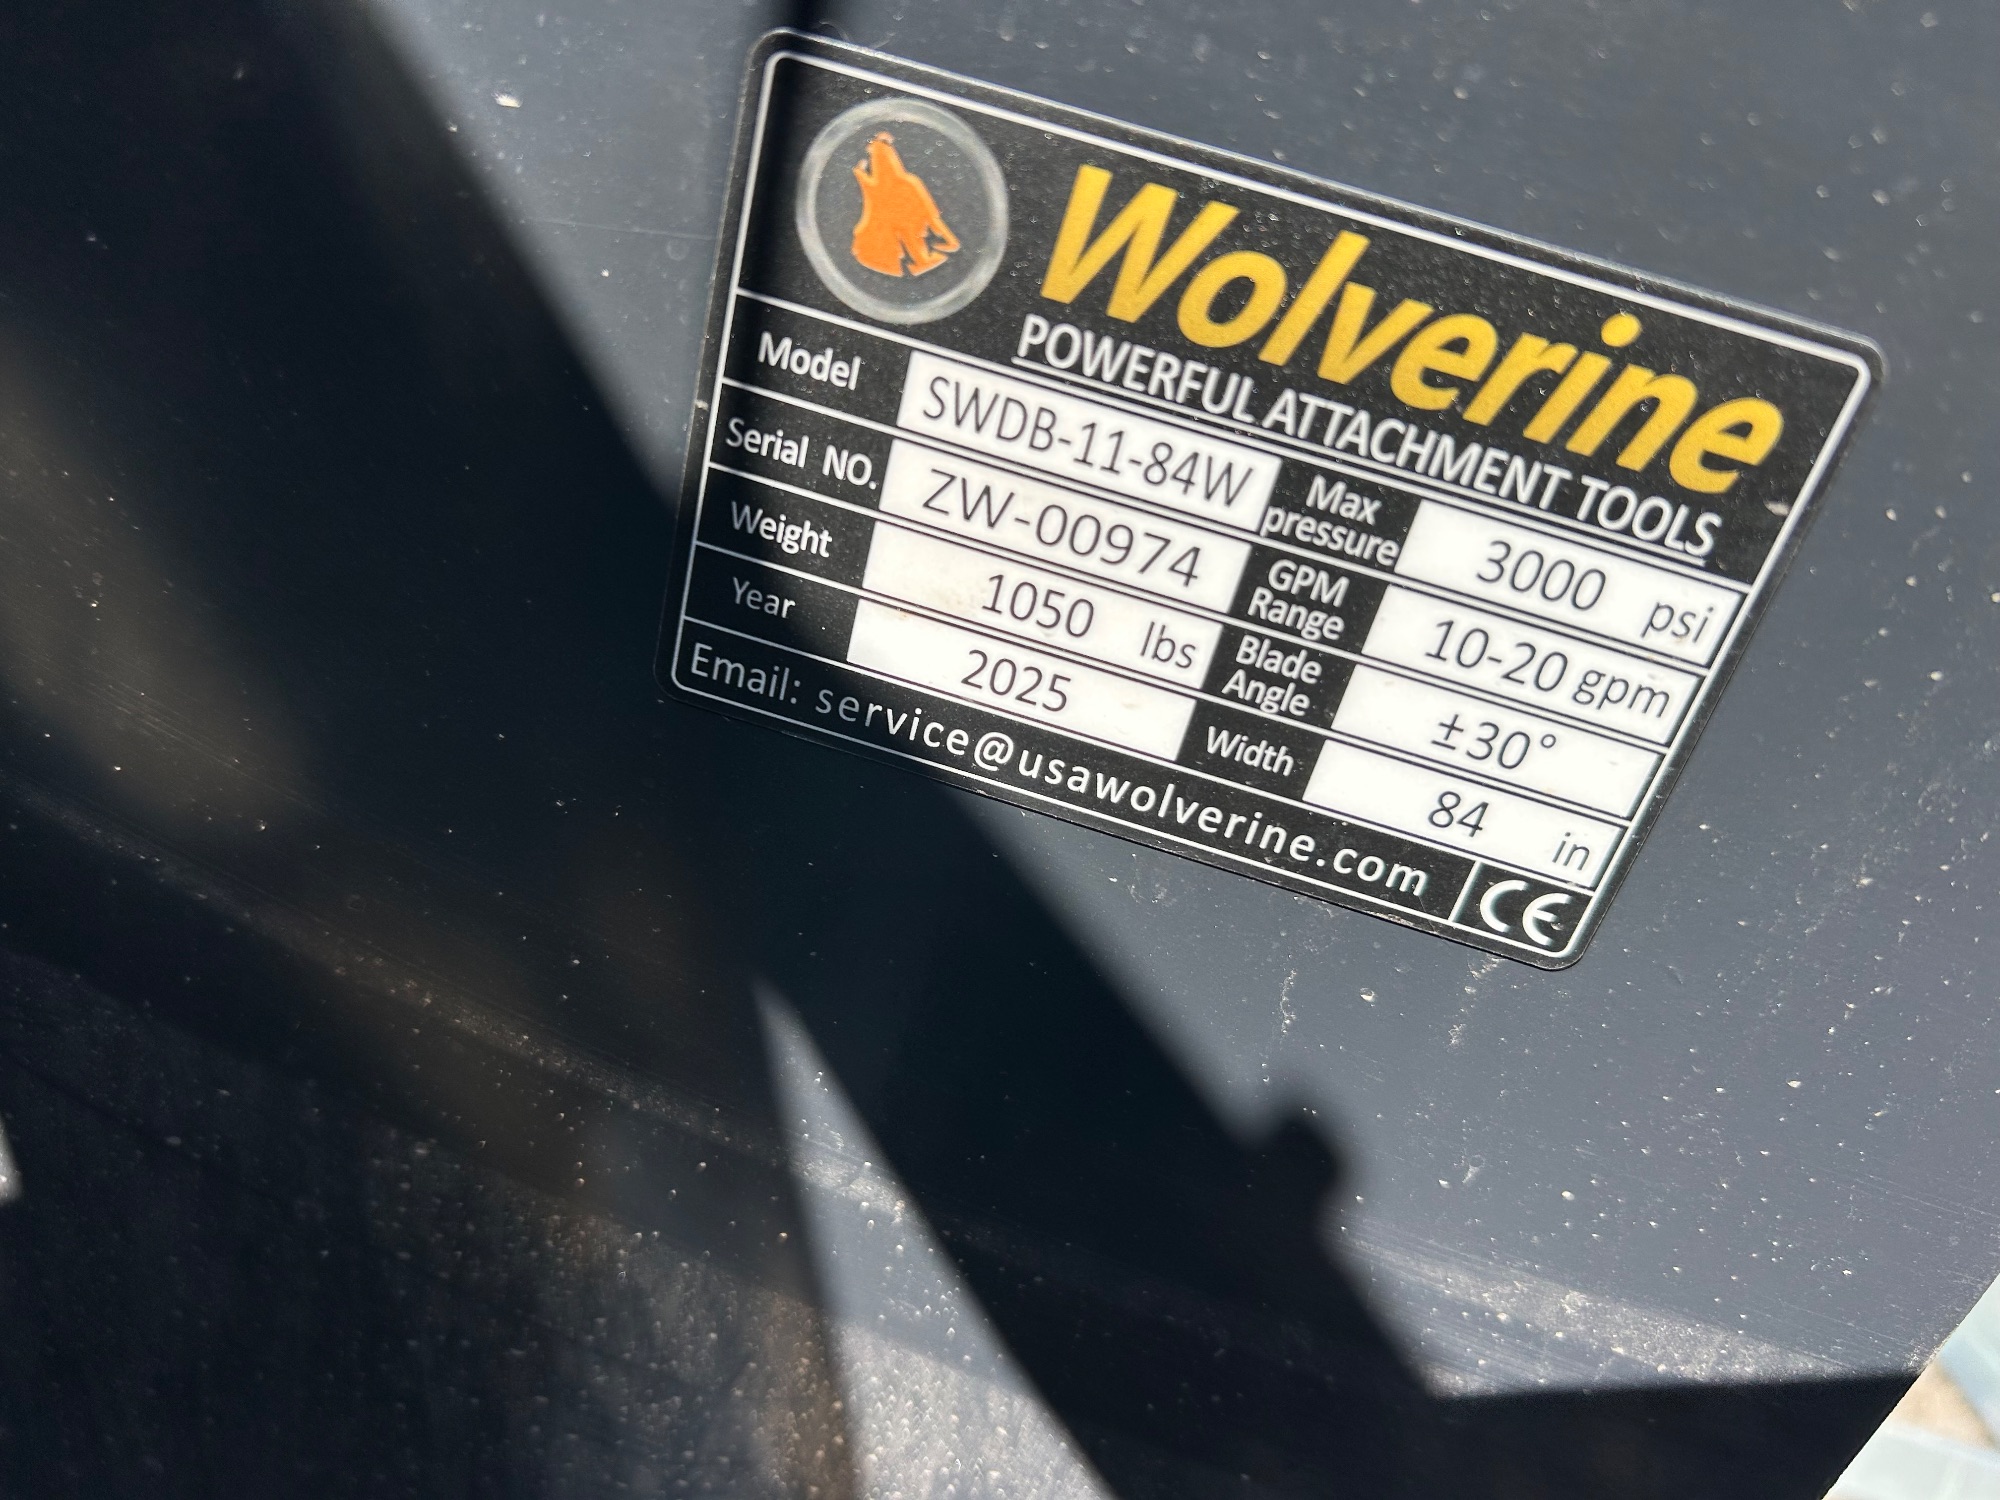 Wolverine
POWERFUL ATTACHMENT TOOLS
Model SWDB-11-84W Max pressure 3000 psi
Serial NO. ZW-00974 GPM Range 10-20 gpm
Weight 1050 lbs Blade Angle ±30°
Year 2025 Width 84 in
Email: service@usawolverine.com CE